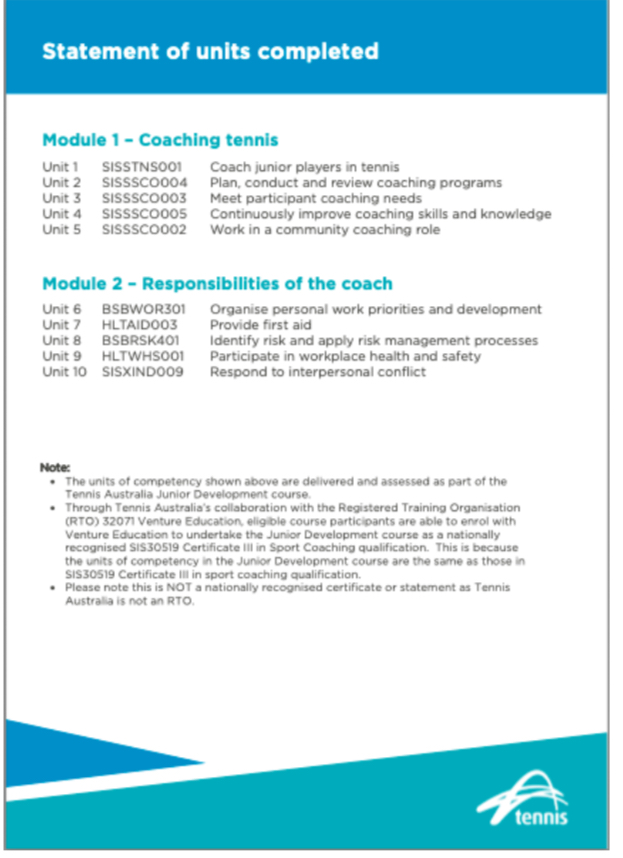 Statement of units completed
Module 1 – Coaching tennis
Unit 1 SISSTNS001 Coach junior players in tennis
Unit 2 SISSSCO004 Plan, conduct and review coaching programs
Unit 3 SISSSCO003 Meet participant coaching needs
Unit 4 SISSSCO005 Continuously improve coaching skills and knowledge
Unit 5 SISSSCO002 Work in a community coaching role
Module 2 – Responsibilities of the coach
Unit 6 BSBWOR301 Organise personal work priorities and development
Unit 7 HLTAID003 Provide first aid
Unit 8 BSBRSK401 Identify risk and apply risk management processes
Unit 9 HLTWHS001 Participate in workplace health and safety
Unit 10 SISXIND009 Respond to interpersonal conflict
Note:
• The units of competency shown above are delivered and assessed as part of the
Tennis Australia Junior Development course.
• Through Tennis Australia's collaboration with the Registered Training Organisation
(RTO) 32071 Venture Education, eligible course participants are able to enrol with
Venture Education to undertake the Junior Development course as a nationally
recognised SIS30519 Certificate III in Sport Coaching qualification. This is because
the units of competency in the Junior Development course are the same as those in
SIS30519 Certificate III in sport coaching qualification.
• Please note this is NOT a nationally recognised certificate or statement as Tennis
Australia is not an RTO.
tennis